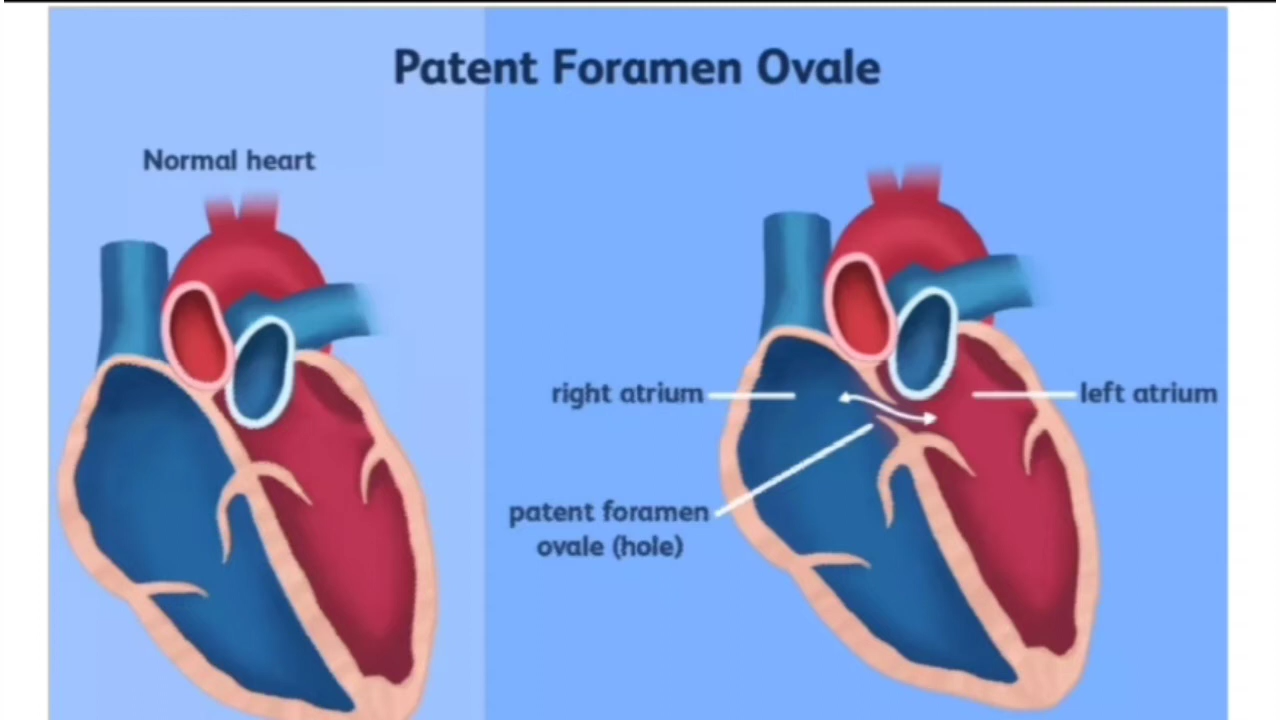 Patent Foramen Ovale
Normal heart
right atrium
left atrium
patent foramen
ovale (hole)